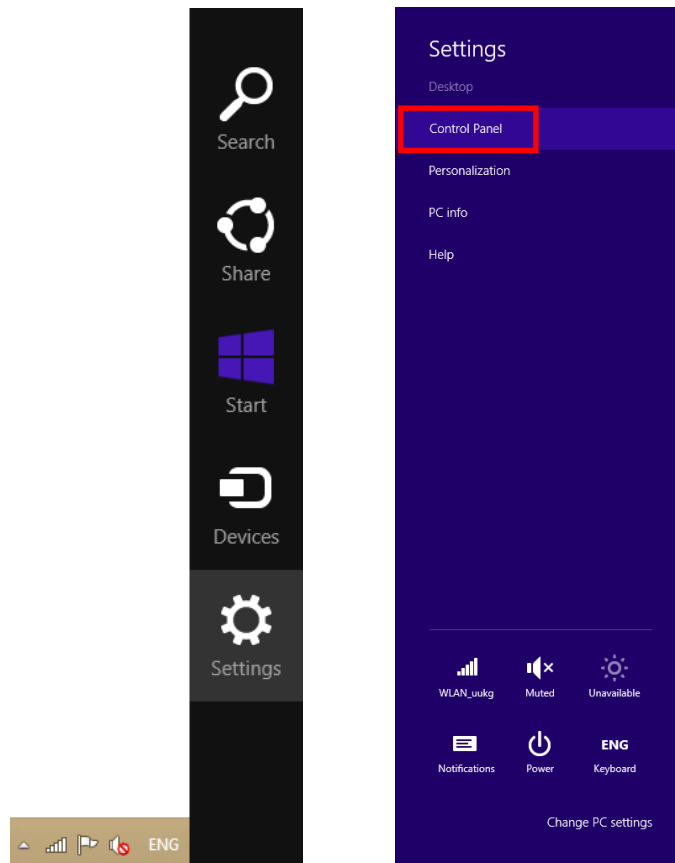 Search
Share
Start
Devices
Settings
ENG
Settings
Desktop
Control Panel
Personalization
PC info
Help
WLAN_uukg
Muted
Unavailable
ENG
Notifications
Power
Keyboard
Change PC settings